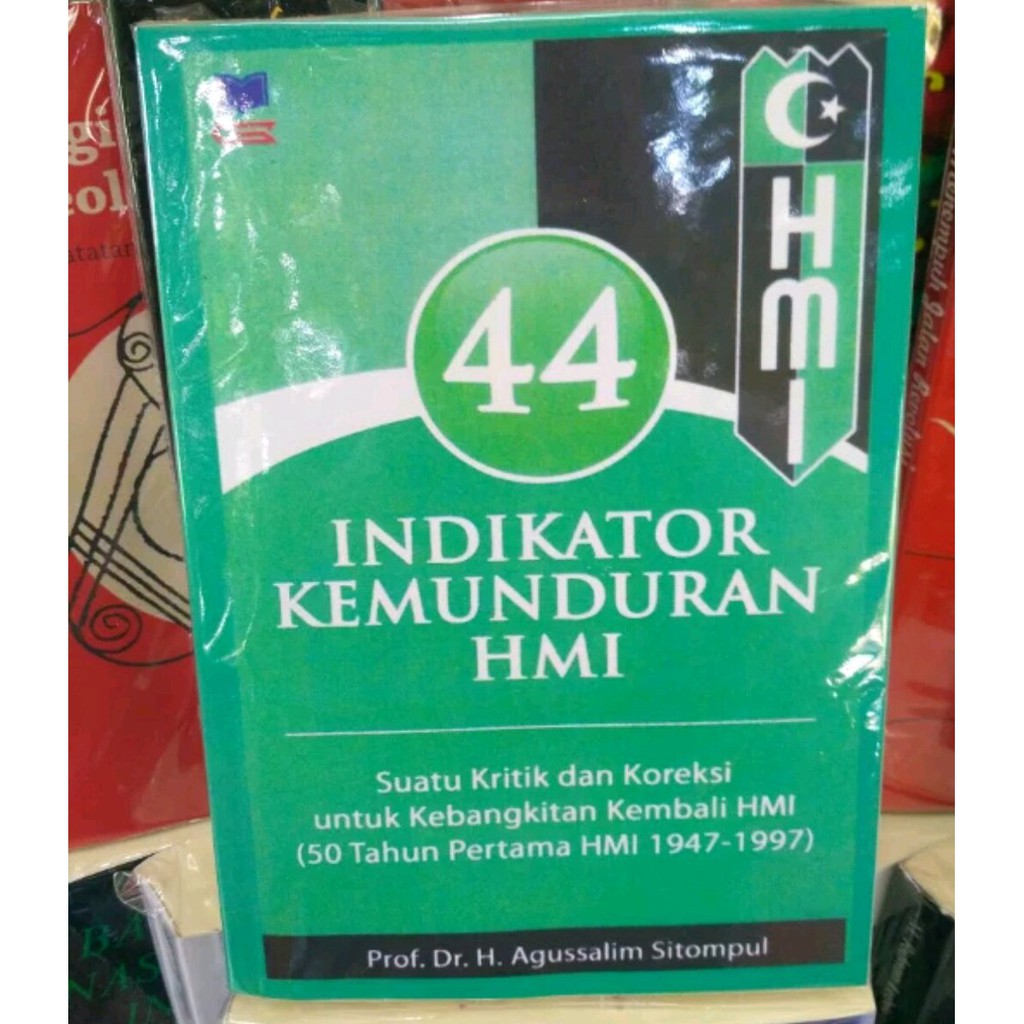 HMI
44
INDIKATOR
KEMUNDURAN
HMI
Suatu Kritik dan Koreksi
untuk Kebangkitan Kembali HMI
(50 Tahun Pertama HMI 1947-1997)
Prof. Dr. H. Agussalim Sitompul